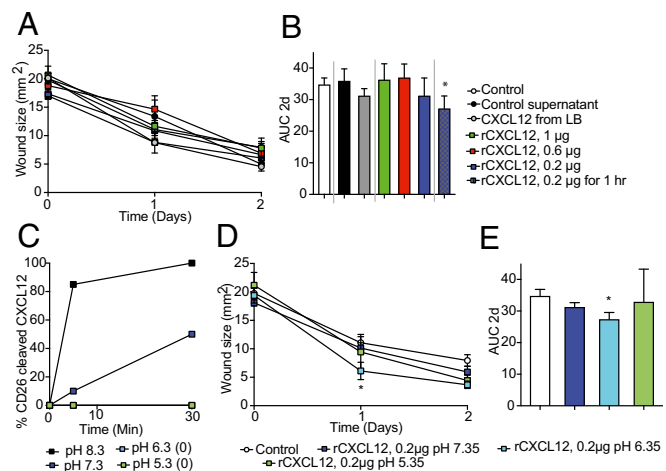 A
Wound size (mm 2)
25
20
15
10
5
0
0
1
2
Time (Days)
B
AUC 2d
40
30
20
10
0
*
Control
Control supernatant
CXCL12 from LB
rCXCL12, 1 µg
rCXCL12, 0.6 µg
rCXCL12, 0.2 µg
rCXCL12, 0.2 µg for 1 hr
C
% CD26 cleaved CXCL12
100
80
60
40
20
0
0
10
30
Time (Min)
pH 8.3
pH 6.3 (0)
pH 7.3
pH 5.3 (0)
D
Wound size (mm2)
25
20
15
10
5
0
*
0
1
2
Time (Days)
Control
rCXCL12, 0.2µg pH 7.35
rCXCL12, 0.2µg pH 6.35
rCXCL12, 0.2µg pH 5.35
E
AUC 2d
40
30
20
10
0
*